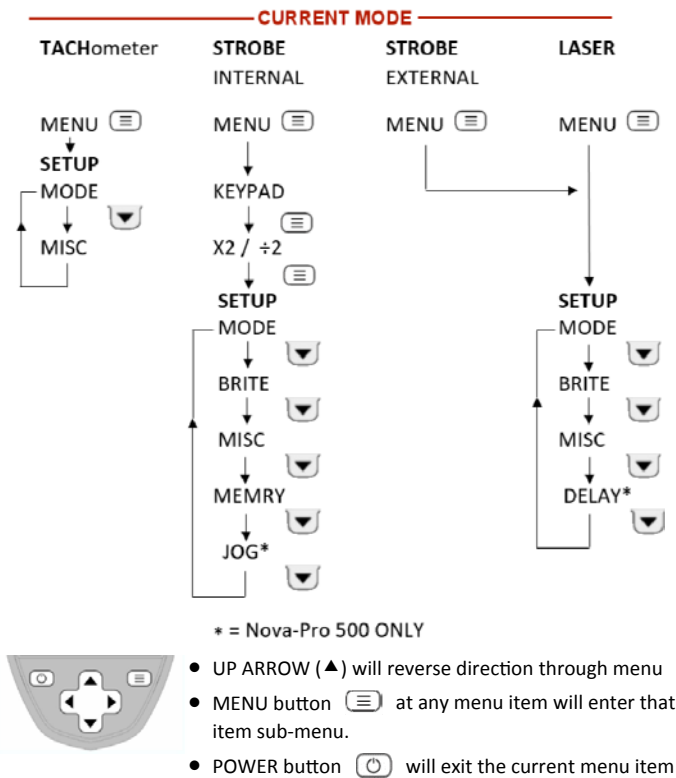 CURRENT MODE
TACHometer STROBE STROBE LASER
INTERNAL EXTERNAL
MENU MENU MENU MENU
SETUP
MODE KEYPAD
MISC X2 / ÷2
SETUP SETUP
MODE MODE
BRITE BRITE
MISC MISC
MEMRY DELAY*
JOG*
* = Nova-Pro 500 ONLY
• UP ARROW (▲) will reverse direction through menu
• MENU button at any menu item will enter that
item sub-menu.
• POWER button will exit the current menu item